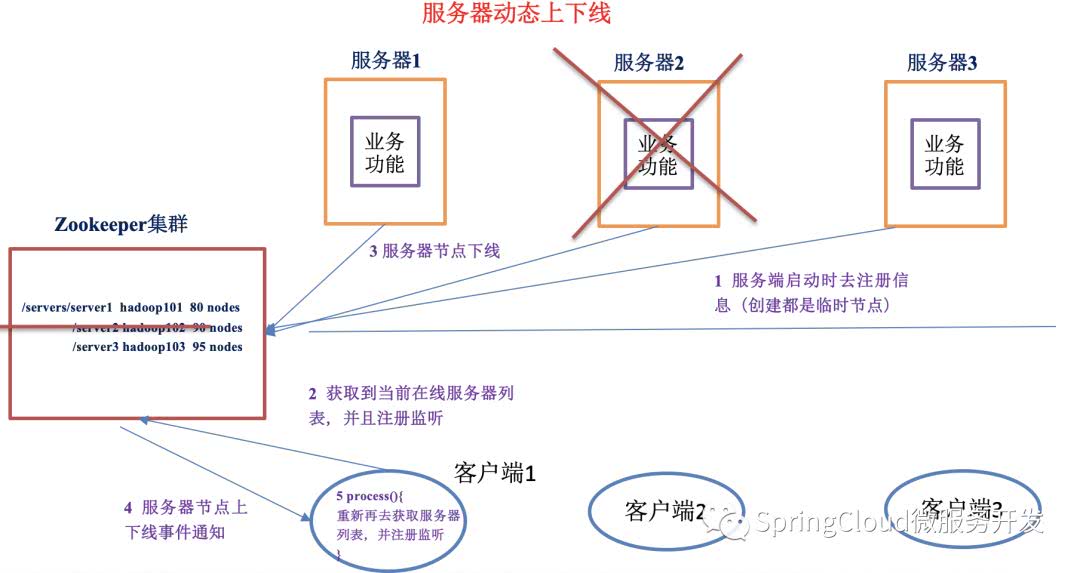 服务器动态上下线
服务器1
服务器2
服务器3
业务
功能
业务
功能
业务
功能
Zookeeper集群
3 服务器节点下线
1 服务端启动时去注册信
息（创建都是临时节点）
/servers/server1 hadoop101 80 nodes
/server2 hadoop102 90 nodes
/server3 hadoop103 95 nodes
2 获取到当前在线服务器列
表，并且注册监听
客户端1
4 服务器节点上
下线事件通知
5 process(){
重新再去获取服务器
列表，并注册监听
}
客户端2
客户端3
SpringCloud微服务开发